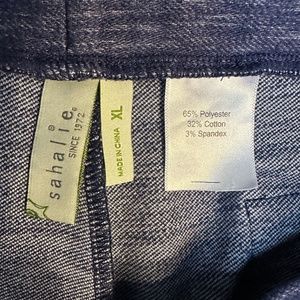 sahalie®
SINCE 1972®
XL
MADE IN CHINA
65% Polyester
32% Cotton
3% Spandex